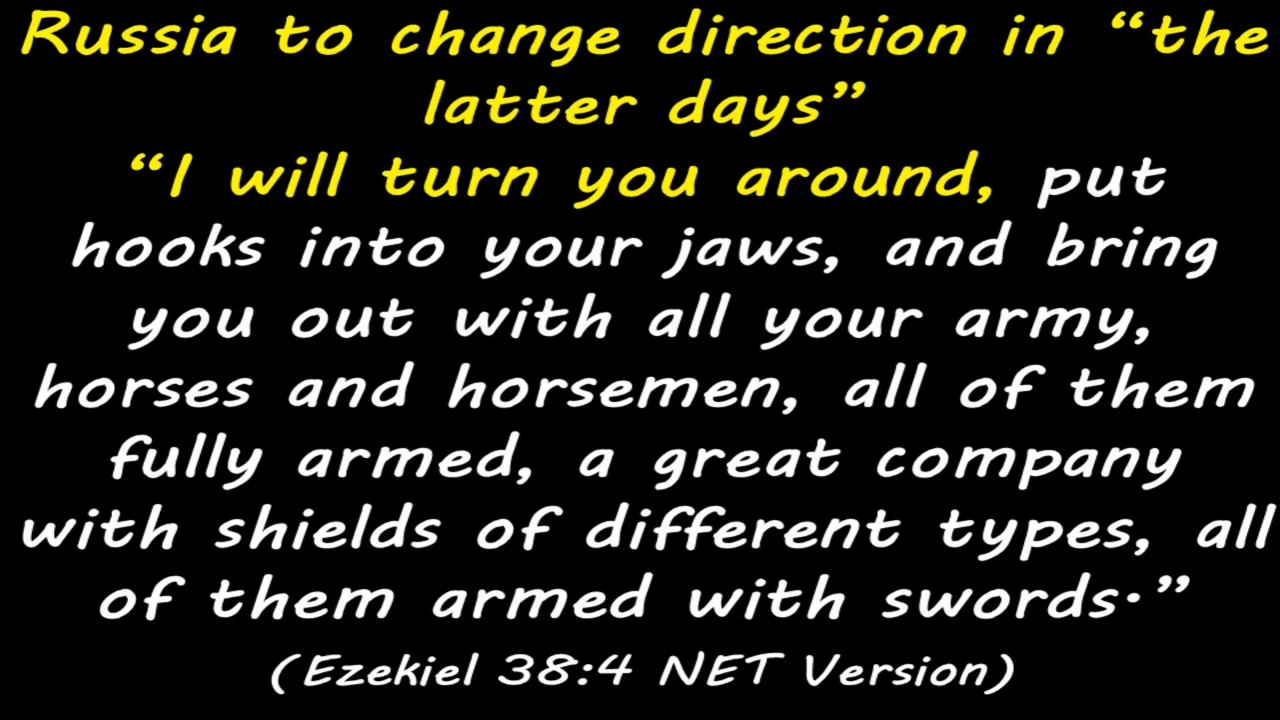 Russia to change direction in “the
latter days”
“I will turn you around, put
hooks into your jaws, and bring
you out with all your army,
horses and horsemen, all of them
fully armed, a great company
with shields of different types, all
of them armed with swords·”
(Ezekiel 38:4 NET Version)